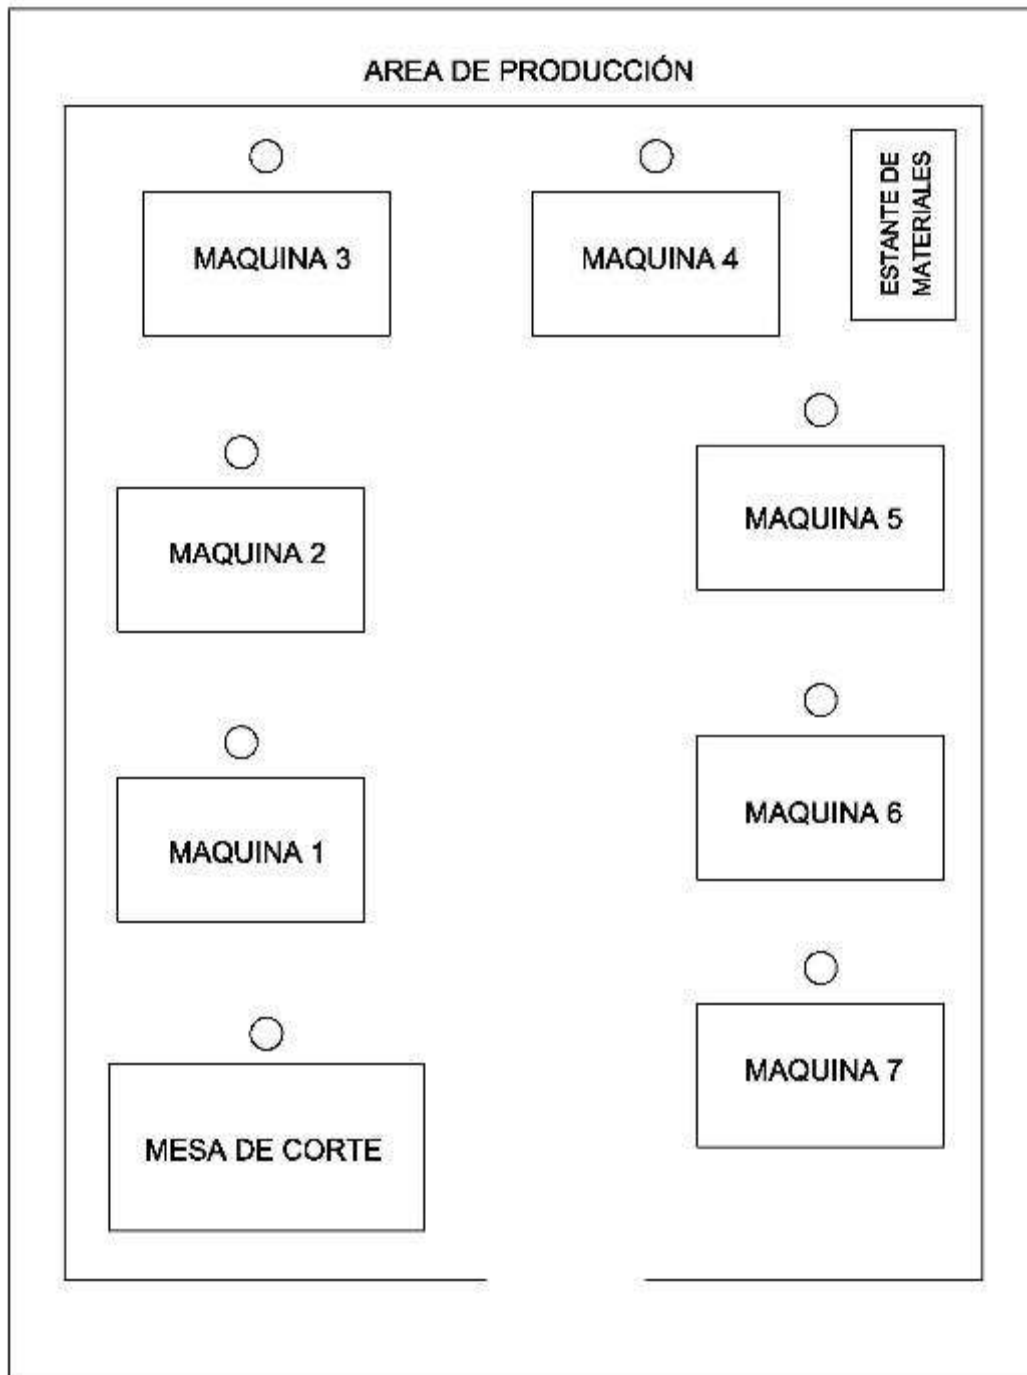 AREA DE PRODUCCIÓN
MAQUINA 3
MAQUINA 4
ESTANTE DE
MATERIALES
MAQUINA 2
MAQUINA 5
MAQUINA 1
MAQUINA 6
MESA DE CORTE
MAQUINA 7